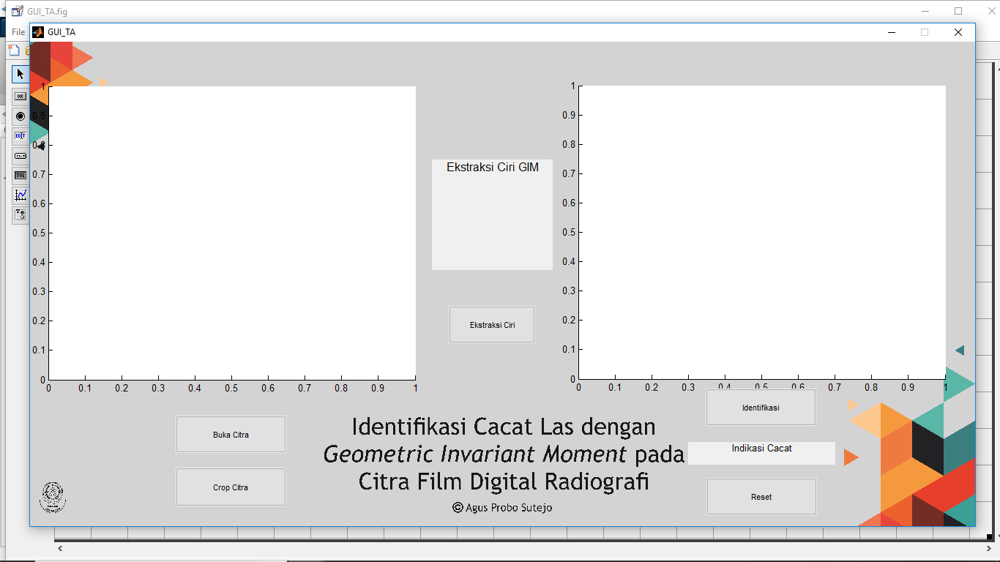 GUI_TA.fig
File
GUI_TA
OK
EDIT
TGL
1
0.9
0.8
0.7
0.6
0.5
0.4
0.3
0.2
0.1
0
0 0.1 0.2 0.3 0.4 0.5 0.6 0.7 0.8 0.9 1
Ekstraksi Ciri GIM
Ekstraksi Ciri
1
0.9
0.8
0.7
0.6
0.5
0.4
0.3
0.2
0.1
0
0 0.1 0.2 0.3 0.4 0.5 0.6 0.7 0.8 0.9 1
Buka Citra
Crop Citra
Identifikasi Cacat Las dengan
Geometric Invariant Moment pada
Citra Film Digital Radiografi
© Agus Probo Sutejo
Identifikasi
Indikasi Cacat
Reset